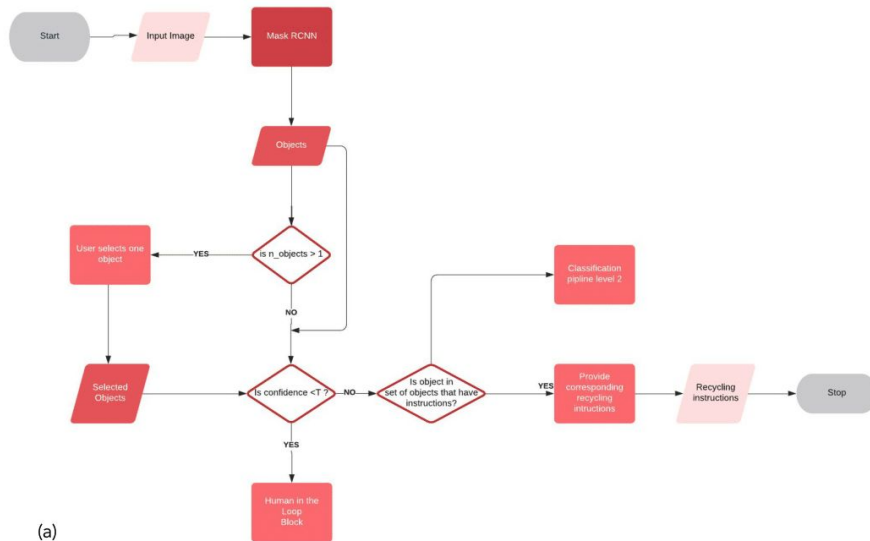 Start
Input Image
Mask RCNN
Objects
User selects one
object
YES
is n_objects > 1
NO
Classification
pipline level 2
Selected
Objects
Is confidence <T ?
NO
Is object in
set of objects that have
instructions?
YES
Provide
corresponding
recycling
intructions
Recycling
instructions
Stop
YES
Human in the
Loop
Block
(a)